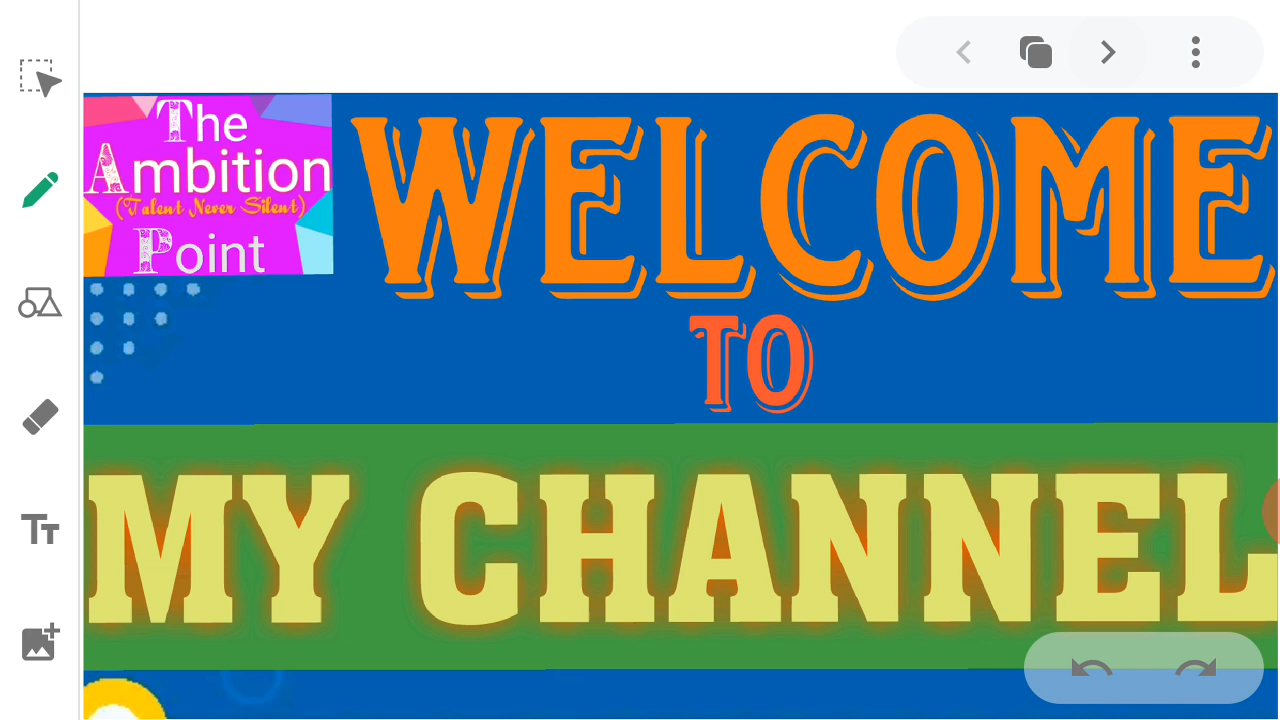 The
Ambition
(Talent Never Silent)
Point
WELCOME
TO
MY CHANNEL